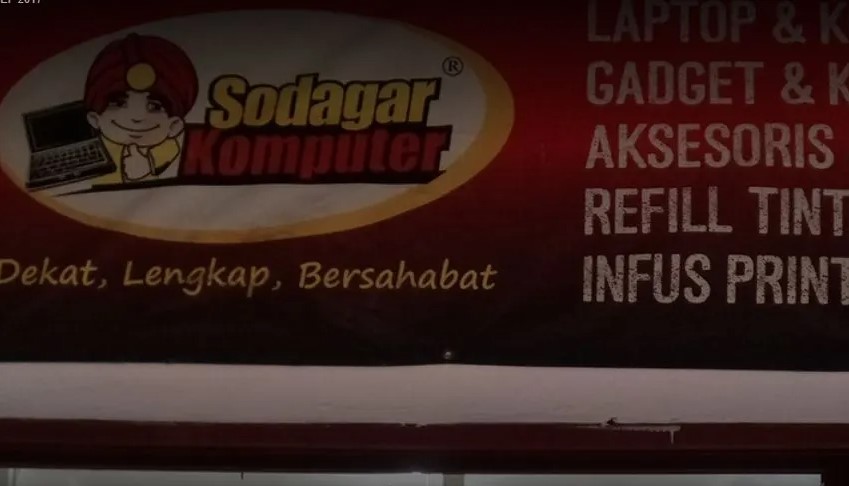 Sodagar
Komputer
®
Dekat, Lengkap, Bersahabat
LAPTOP & K
GADGET & K
AKSESORIS
REFILL TINT
INFUS PRINT